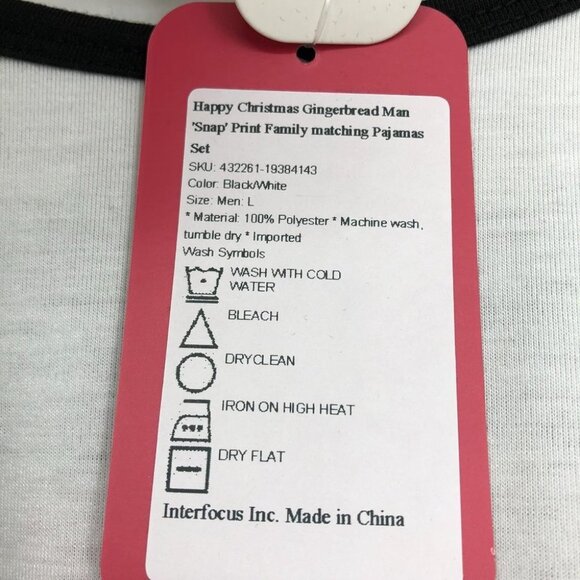 Happy Christmas Gingerbread Man
'Snap' Print Family matching Pajamas
Set
SKU: 432261-19384143
Color: Black/White
Size: Men: L
* Material: 100% Polyester * Machine wash,
tumble dry * Imported
Wash Symbols
WASH WITH COLD
WATER
BLEACH
DRYCLEAN
IRON ON HIGH HEAT
DRY FLAT
Interfocus Inc. Made in China